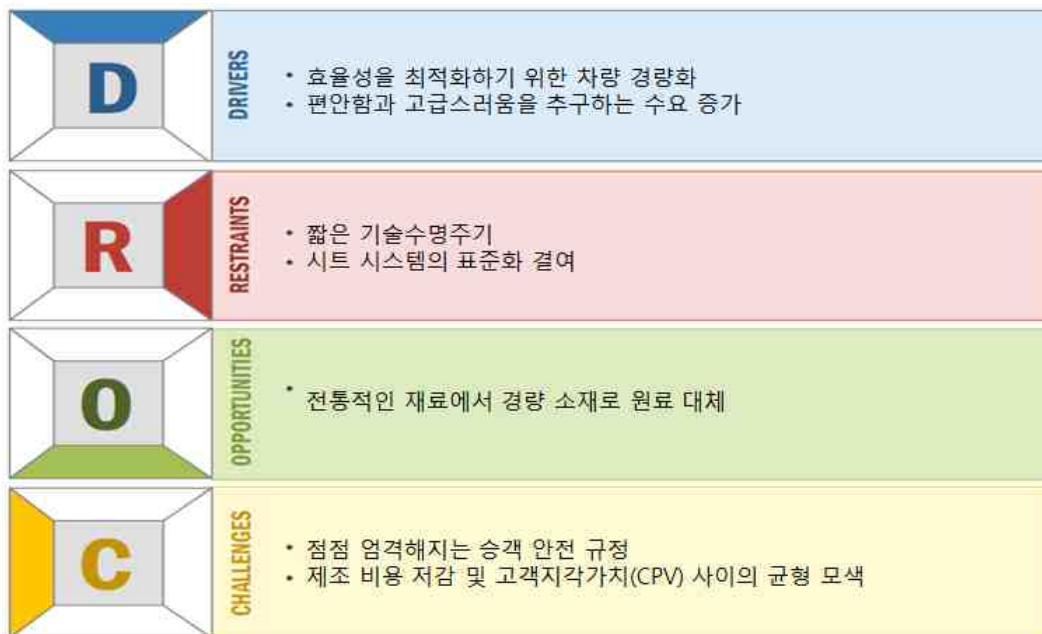 D
DRIVERS
• 효율성을 최적화하기 위한 차량 경량화
• 편안함과 고급스러움을 추구하는 수요 증가
R
RESTRAINTS
• 짧은 기술수명주기
• 시트 시스템의 표준화 결여
O
OPPORTUNITIES
• 전통적인 재료에서 경량 소재로 원료 대체
C
CHALLENGES
• 점점 엄격해지는 승객 안전 규정
• 제조 비용 저감 및 고객지각가치(CPV) 사이의 균형 모색